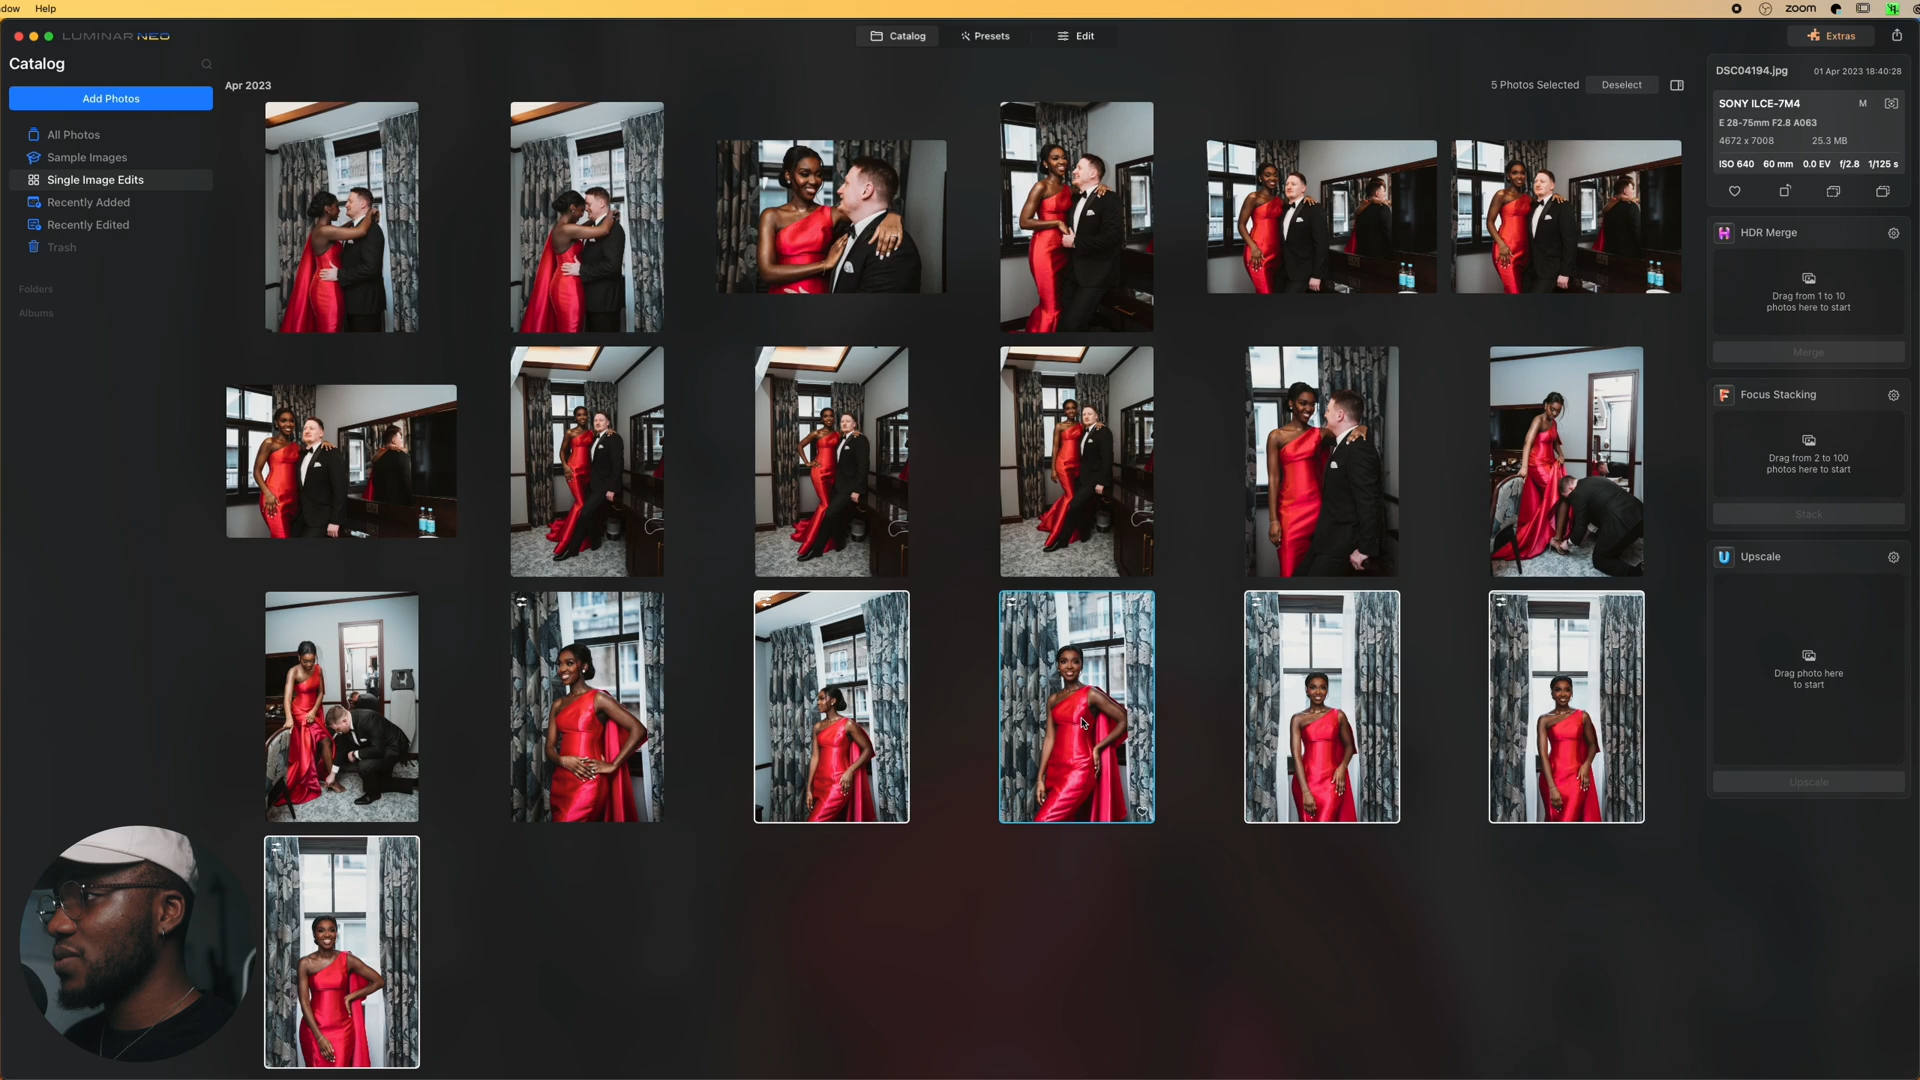 dow Help
zoom
LUMINAR NEO
Catalog Presets Edit
Extras
Catalog
Add Photos
All Photos
Sample Images
Single Image Edits
Recently Added
Recently Edited
Trash
Folders
Albums
Apr 2023
5 Photos Selected Deselect
DSC04194.jpg 01 Apr 2023 18:40:28
SONY ILCE-7M4 M
E 28-75mm F2.8 A063
4672 x 7008 25.3 MB
ISO 640 60 mm 0.0 EV f/2.8 1/125 s
HDR Merge
Drag from 1 to 10
photos here to start
Merge
Focus Stacking
Drag from 2 to 100
photos here to start
Stack
Upscale
Drag photo here
to start
Upscale